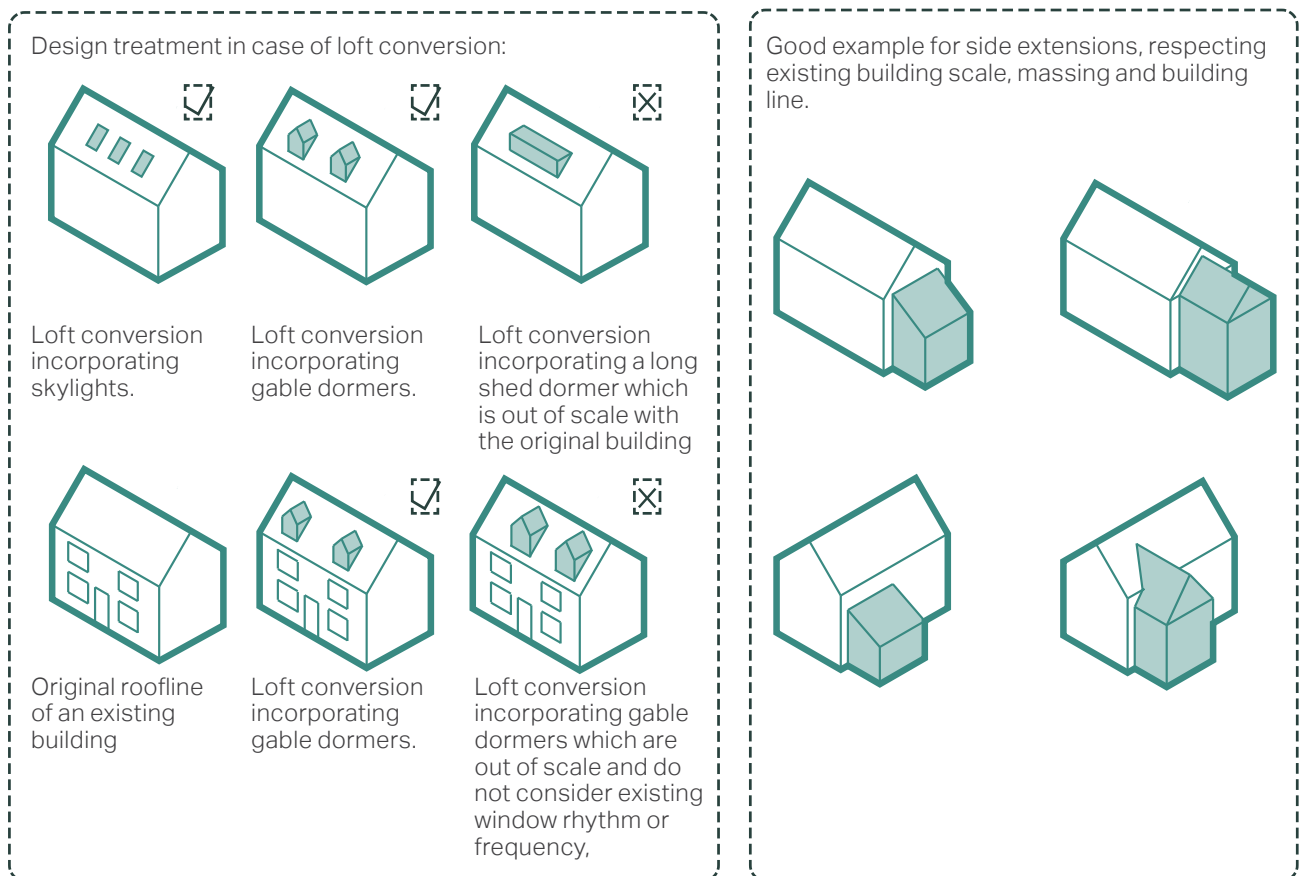 Design treatment in case of loft conversion:
Loft conversion
incorporating
skylights.
Loft conversion
incorporating
gable dormers.
Loft conversion
incorporating a long
shed dormer which
is out of scale with
the original building
Original roofline
of an existing
building
Loft conversion
incorporating
gable dormers.
Loft conversion
incorporating gable
dormers which are
out of scale and do
not consider existing
window rhythm or
frequency,
Good example for side extensions, respecting
existing building scale, massing and building
line.